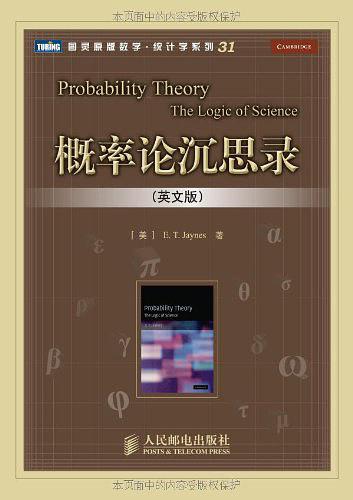 本页面中的内容受版权保护
TURING
图灵原版数学·统计学系列 31
CAMBRIDGE
Probability Theory
The Logic of Science
概率论沉思录
(英文版)
[美] E. T. Jaynes 著
π
α
ε
φ
Probability Theory
The Logic of Science
E. T. JAYNES
β
φ
μ
人民邮电出版社
POSTS & TELECOM PRESS
本页面中的内容受版权保护